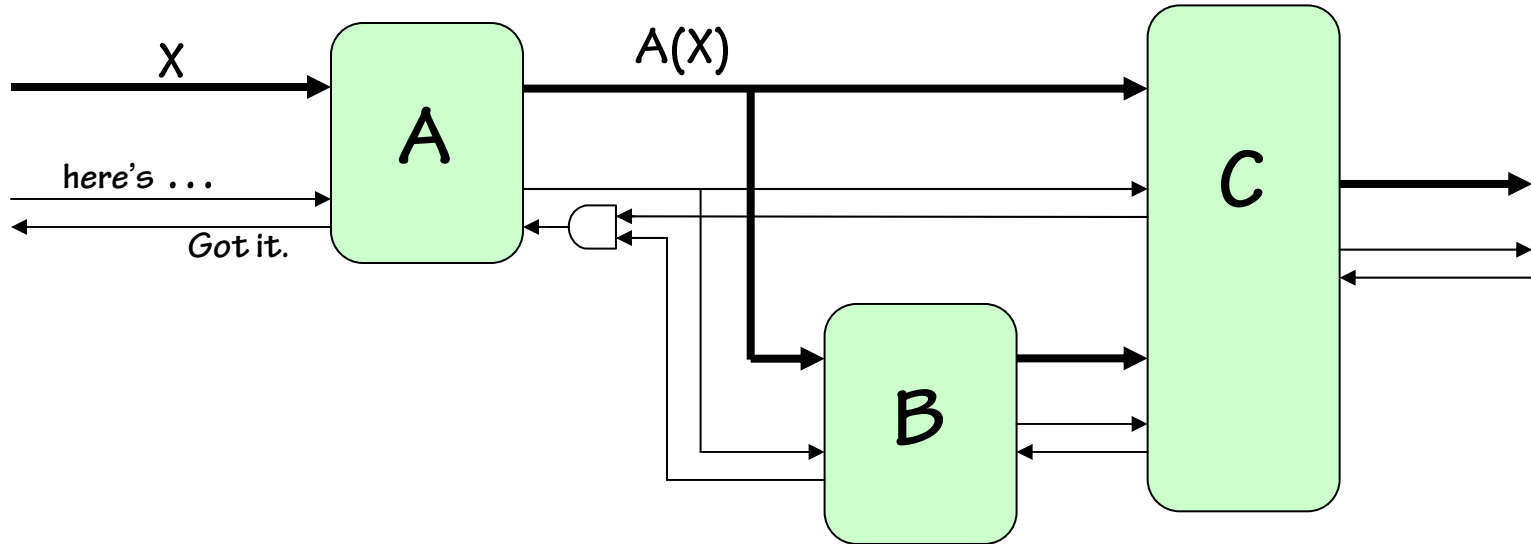 X
A(X)
A
here's ...
Got it.
C
B